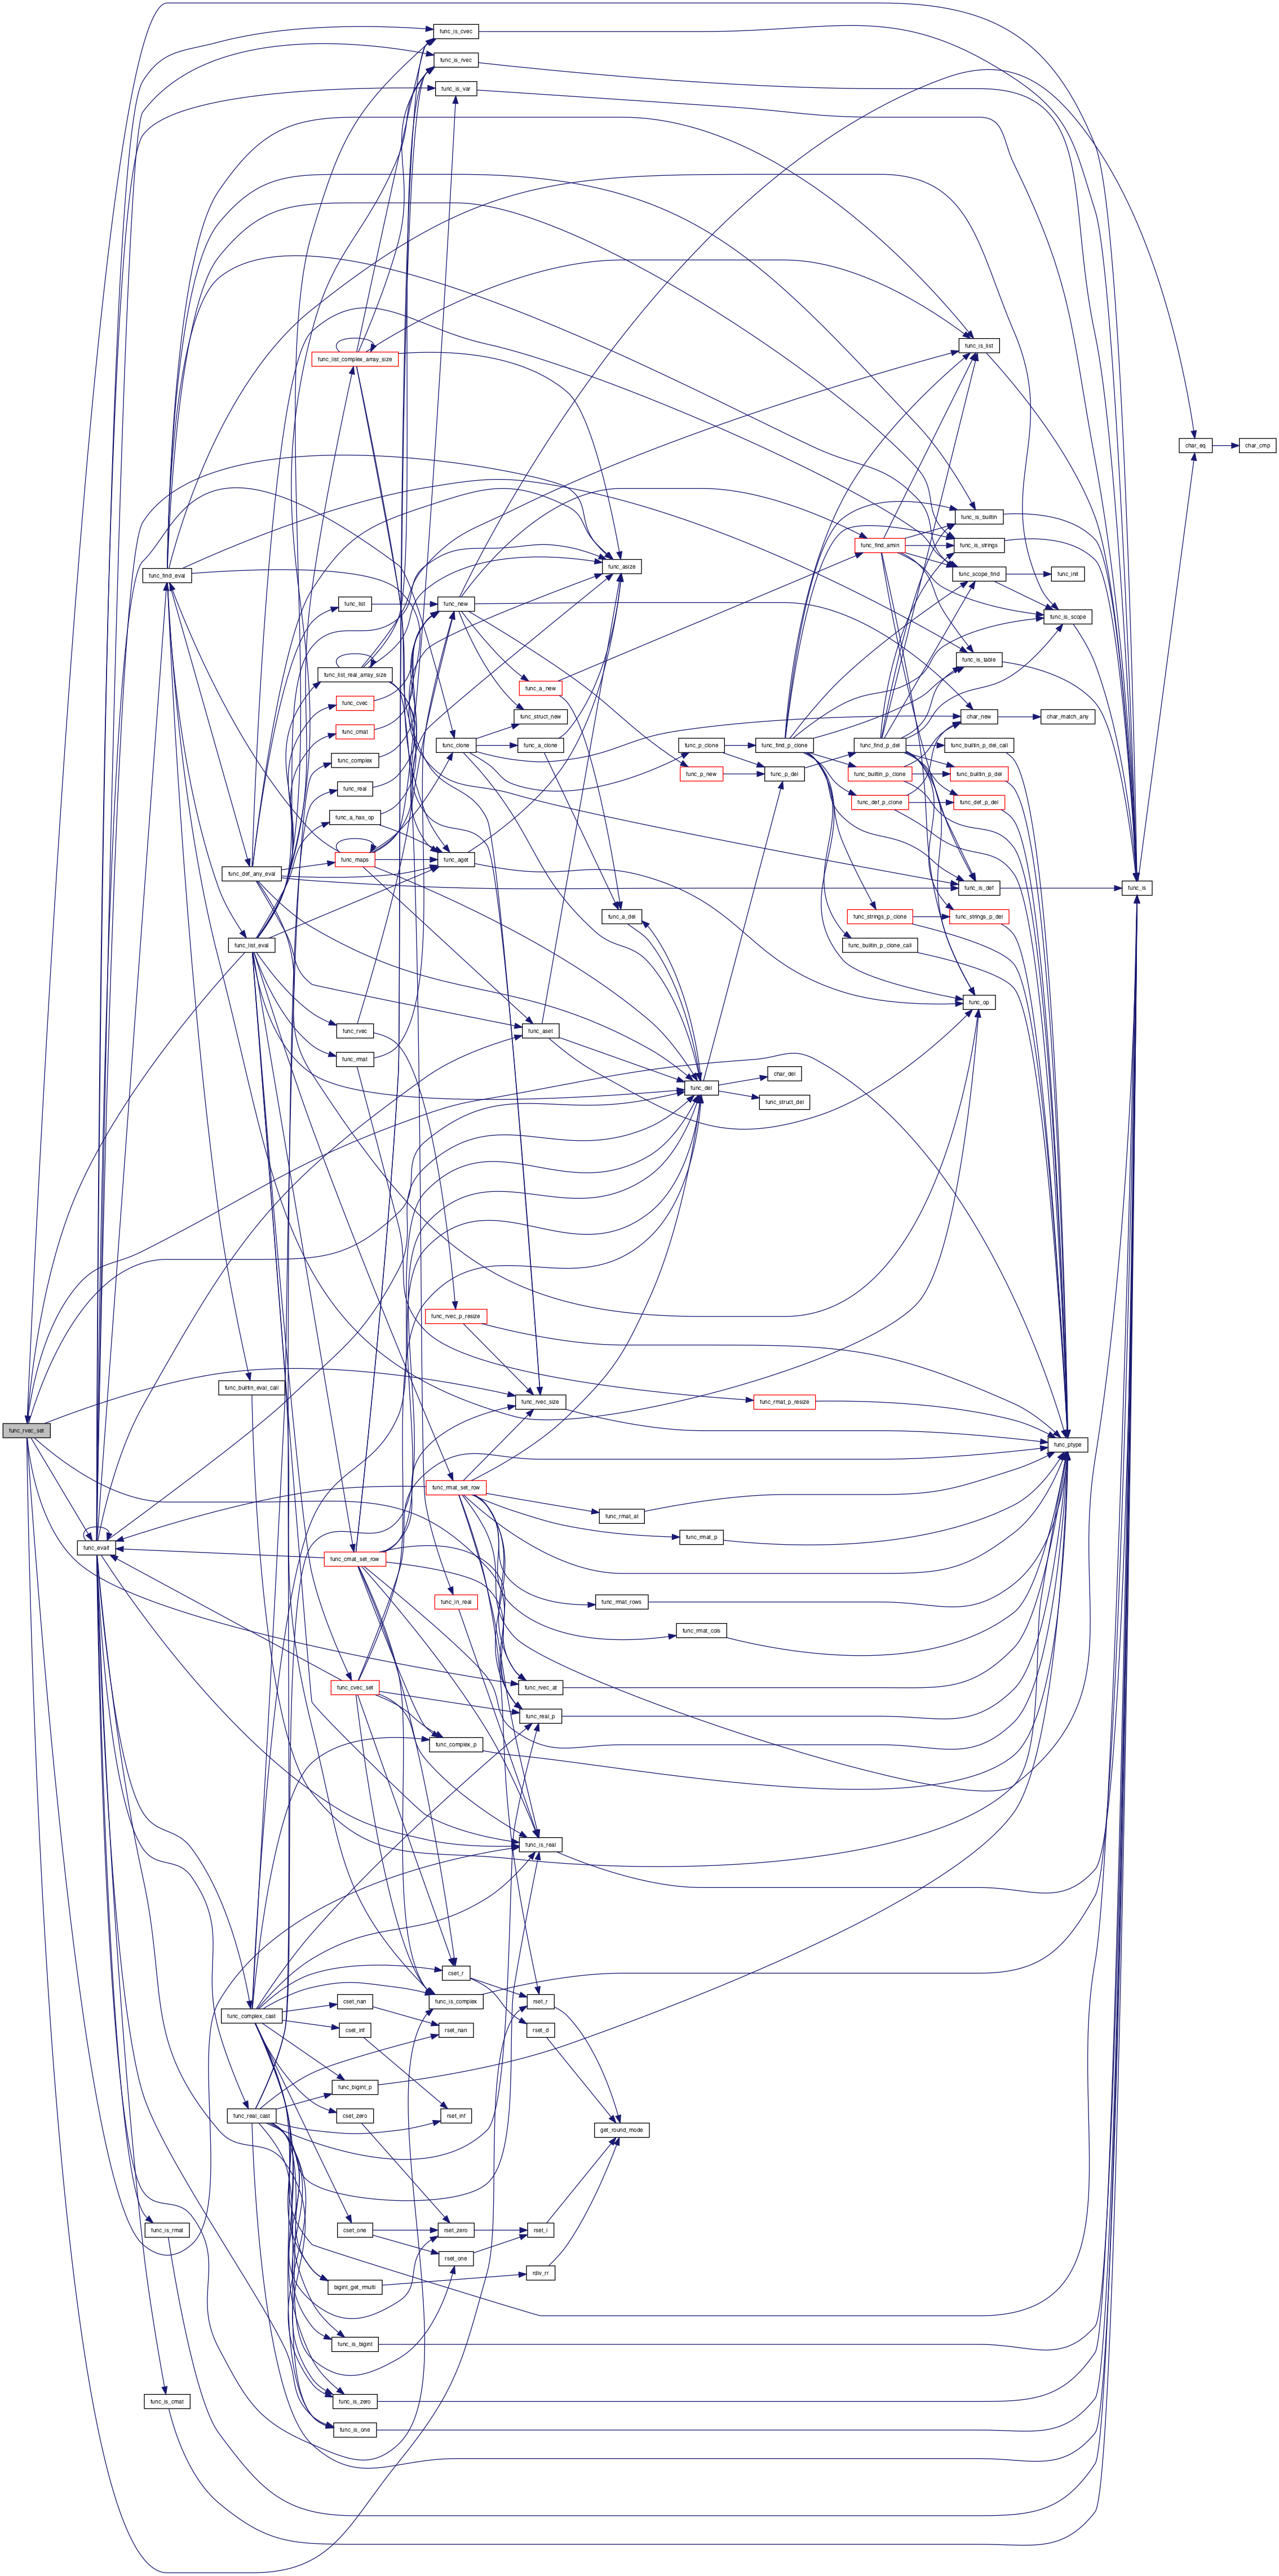 func_is_cvec
func_is_rvec
func_is_var
func_is_list
func_list_complex_array_size
char_eq
char_cmp
func_is_builtin
func_find_amin
func_is_strings
func_asize
func_find_eval
func_scope_find
func_init
func_list
func_new
func_is_scope
func_is_table
func_list_real_array_size
func_a_new
func_cvec
func_struct_new
char_new
char_match_any
func_cmat
func_clone
func_a_clone
func_p_clone
func_find_p_clone
func_find_p_del
func_builtin_p_del_call
func_complex
func_p_new
func_p_del
func_builtin_p_clone
func_builtin_p_del
func_real
func_def_p_clone
func_def_p_del
func_a_has_op
func_maps
func_aget
func_def_any_eval
func_is_def
func_is
func_a_del
func_strings_p_clone
func_strings_p_del
func_list_eval
func_builtin_p_clone_call
func_op
func_rvec
func_aset
func_rmat
char_del
func_del
func_struct_del
func_rvec_p_resize
func_builtin_eval_call
func_rvec_size
func_rmat_p_resize
func_rvec_set
func_ptype
func_rmat_set_row
func_rmat_at
func_rmat_p
func_evalf
func_cmat_set_row
func_in_real
func_rmat_rows
func_rmat_cols
func_cvec_set
func_rvec_at
func_real_p
func_complex_p
func_is_real
cset_r
func_complex_cast
cset_nan
func_is_complex
rset_r
cset_inf
rset_nan
rset_d
func_bigint_p
func_real_cast
cset_zero
rset_inf
get_round_mode
func_is_rmat
cset_one
rset_zero
rset_i
rset_one
bigint_get_rmulti
rdiv_rr
func_is_bigint
func_is_cmat
func_is_zero
func_is_one